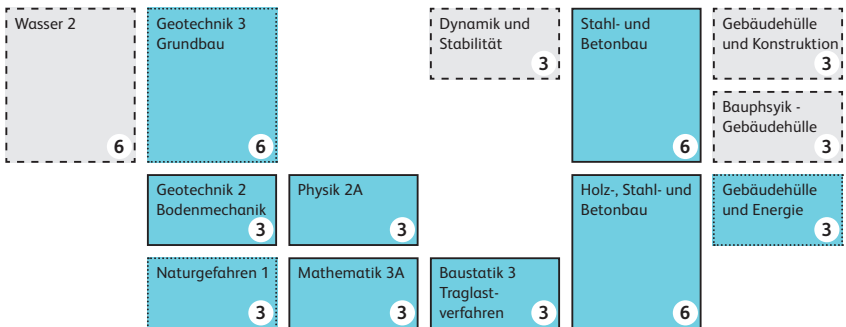 Wasser 2
6
Geotechnik 3
Grundbau
6
Dynamik und
Stabilität
3
Stahl- und
Betonbau
6
Gebäudehülle
und Konstruktion
3
Bauphsyik -
Gebäudehülle
3
Geotechnik 2
Bodenmechanik
3
Physik 2A
3
Holz-, Stahl- und
Betonbau
6
Gebäudehülle
und Energie
3
Naturgefahren 1
3
Mathematik 3A
3
Baustatik 3
Traglast-
verfahren
3